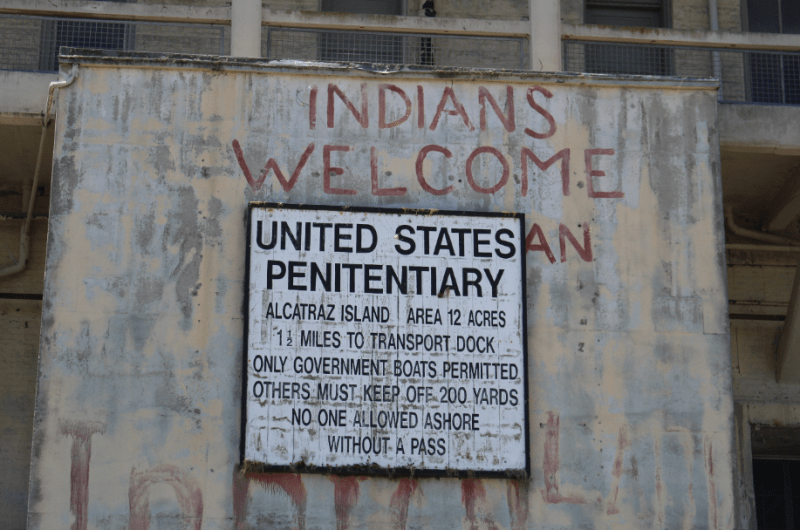 INDIANS
WELCOME
AN
UNITED STATES
PENITENTIARY
ALCATRAZ ISLAND AREA 12 ACRES
1½ MILES TO TRANSPORT DOCK
ONLY GOVERNMENT BOATS PERMITTED
OTHERS MUST KEEP OFF 200 YARDS
NO ONE ALLOWED ASHORE
WITHOUT A PASS